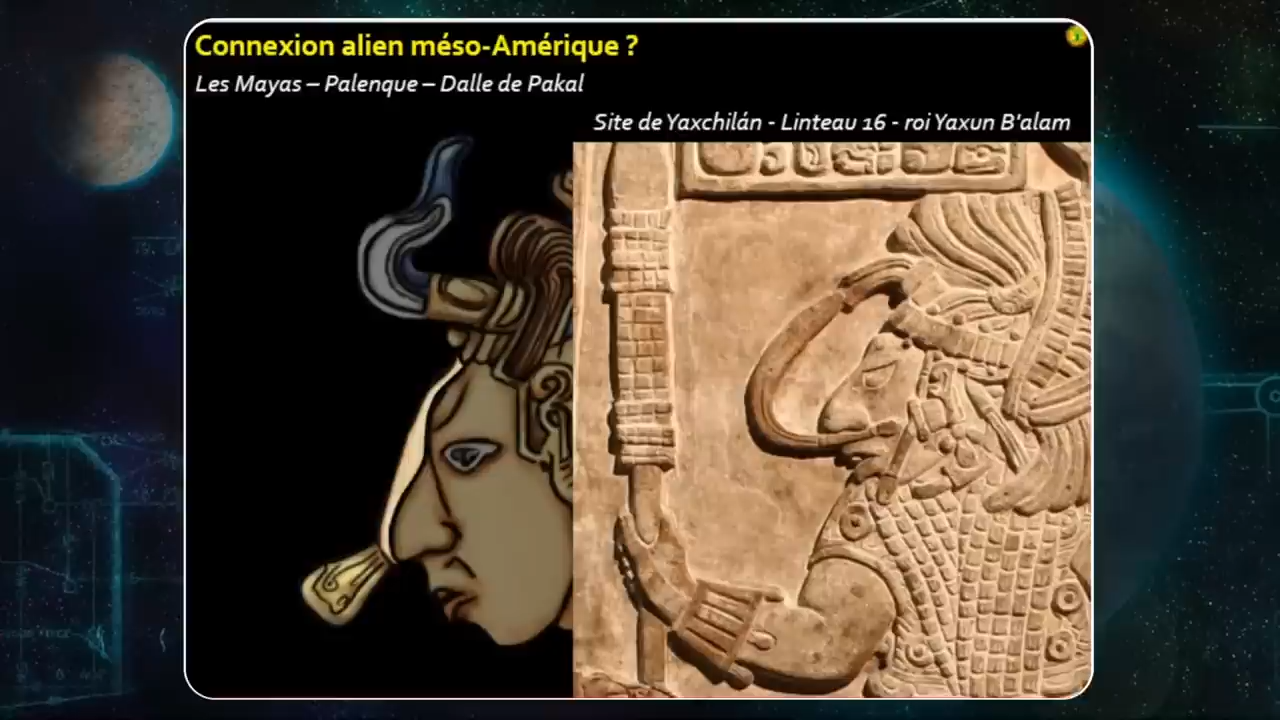 Connexion alien méso-Amérique ?
Les Mayas – Palenque – Dalle de Pakal
Site de Yaxchilán - Linteau 16 - roi Yaxun B'alam